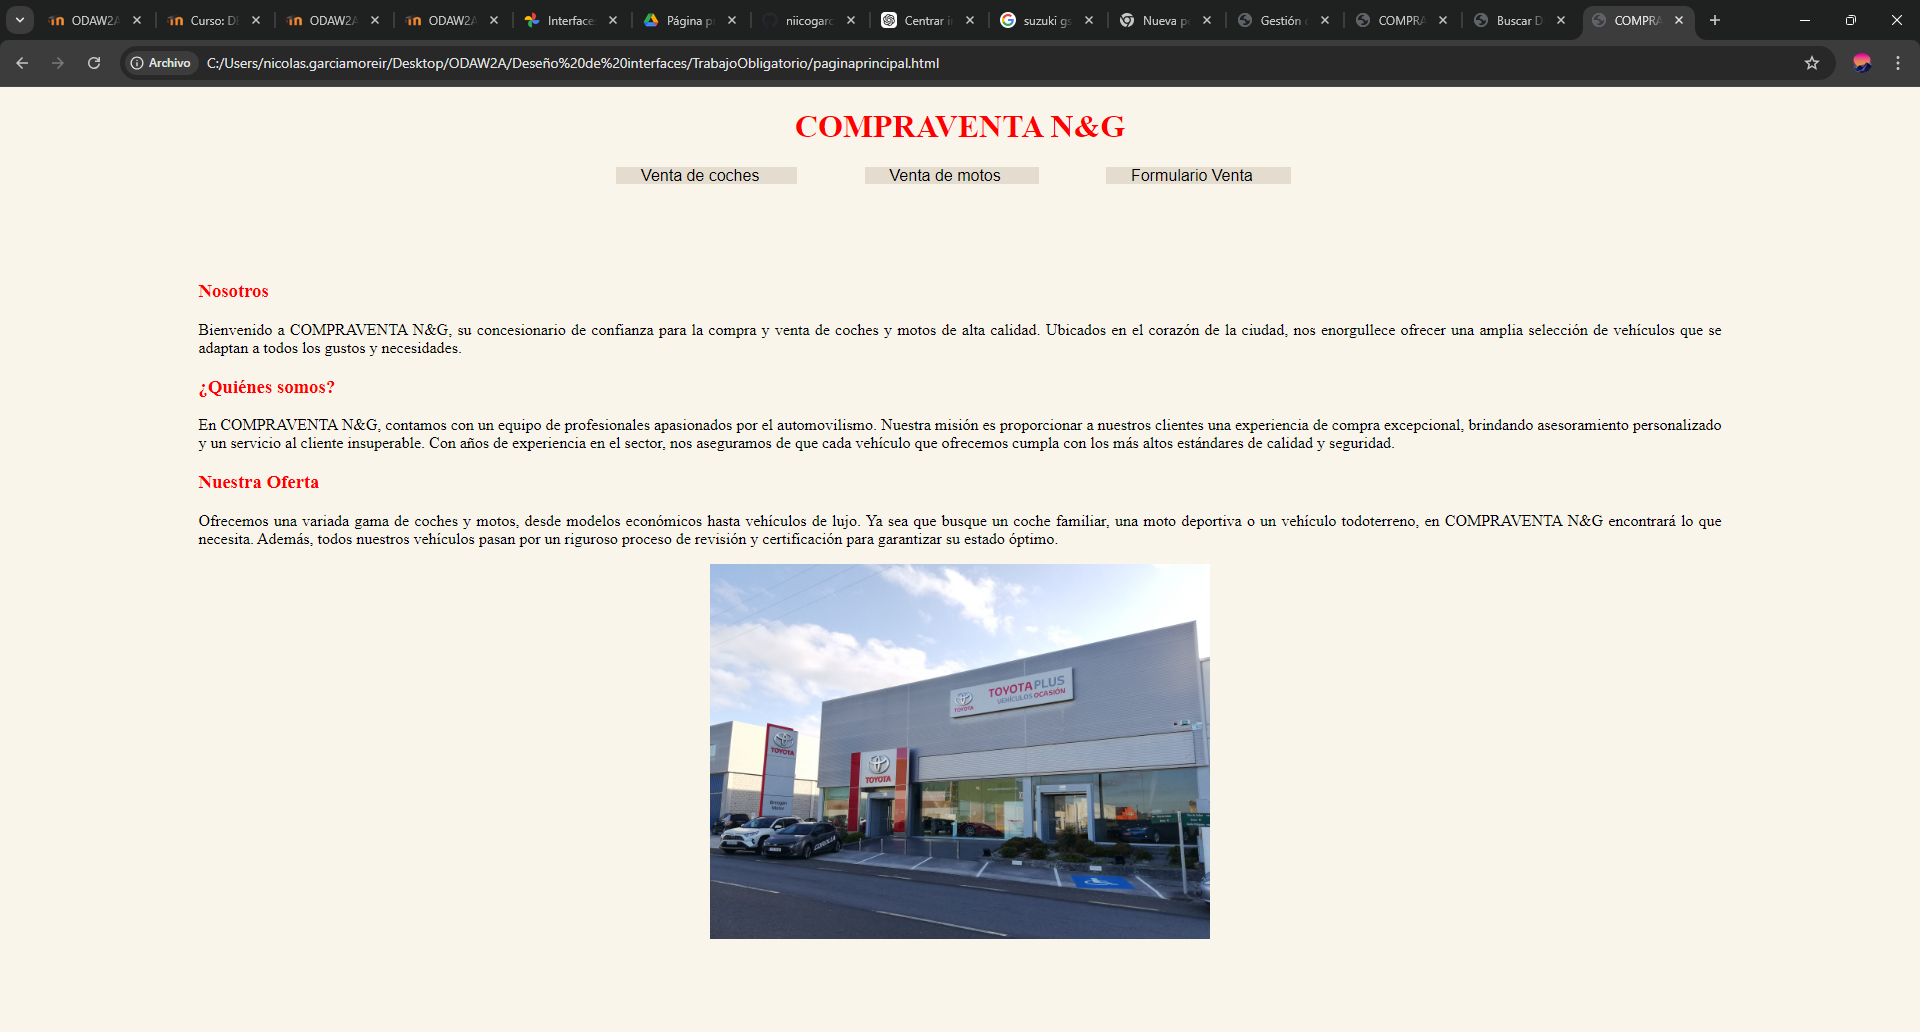 ODAW2A
Curso: DI
ODAW2A
ODAW2A
Interface
Página p
niicogarc
Centrar i
suzuki gs
Nueva p
Gestión
COMPRA
Buscar D
COMPRA
Archivo
C:/Users/nicolas.garciamoreir/Desktop/ODAW2A/Deseño%20de%20interfaces/TrabajoObligatorio/paginaprincipal.html
COMPRAVENTA N&G
Venta de coches
Venta de motos
Formulario Venta
Nosotros
Bienvenido a COMPRAVENTA N&G, su concesionario de confianza para la compra y venta de coches y motos de alta calidad. Ubicados en el corazón de la ciudad, nos enorgullece ofrecer una amplia selección de vehículos que se
adaptan a todos los gustos y necesidades.
¿Quiénes somos?
En COMPRAVENTA N&G, contamos con un equipo de profesionales apasionados por el automovilismo. Nuestra misión es proporcionar a nuestros clientes una experiencia de compra excepcional, brindando asesoramiento personalizado
y un servicio al cliente insuperable. Con años de experiencia en el sector, nos aseguramos de que cada vehículo que ofrecemos cumpla con los más altos estándares de calidad y seguridad.
Nuestra Oferta
Ofrecemos una variada gama de coches y motos, desde modelos económicos hasta vehículos de lujo. Ya sea que busque un coche familiar, una moto deportiva o un vehículo todoterreno, en COMPRAVENTA N&G encontrará lo que
necesita. Además, todos nuestros vehículos pasan por un riguroso proceso de revisión y certificación para garantizar su estado óptimo.
TOYOTA PLUS
VEHÍCULOS OCASIÓN
TOYOTA
TOYOTA
TOYOTA
Breogan
Motor
COROLLA